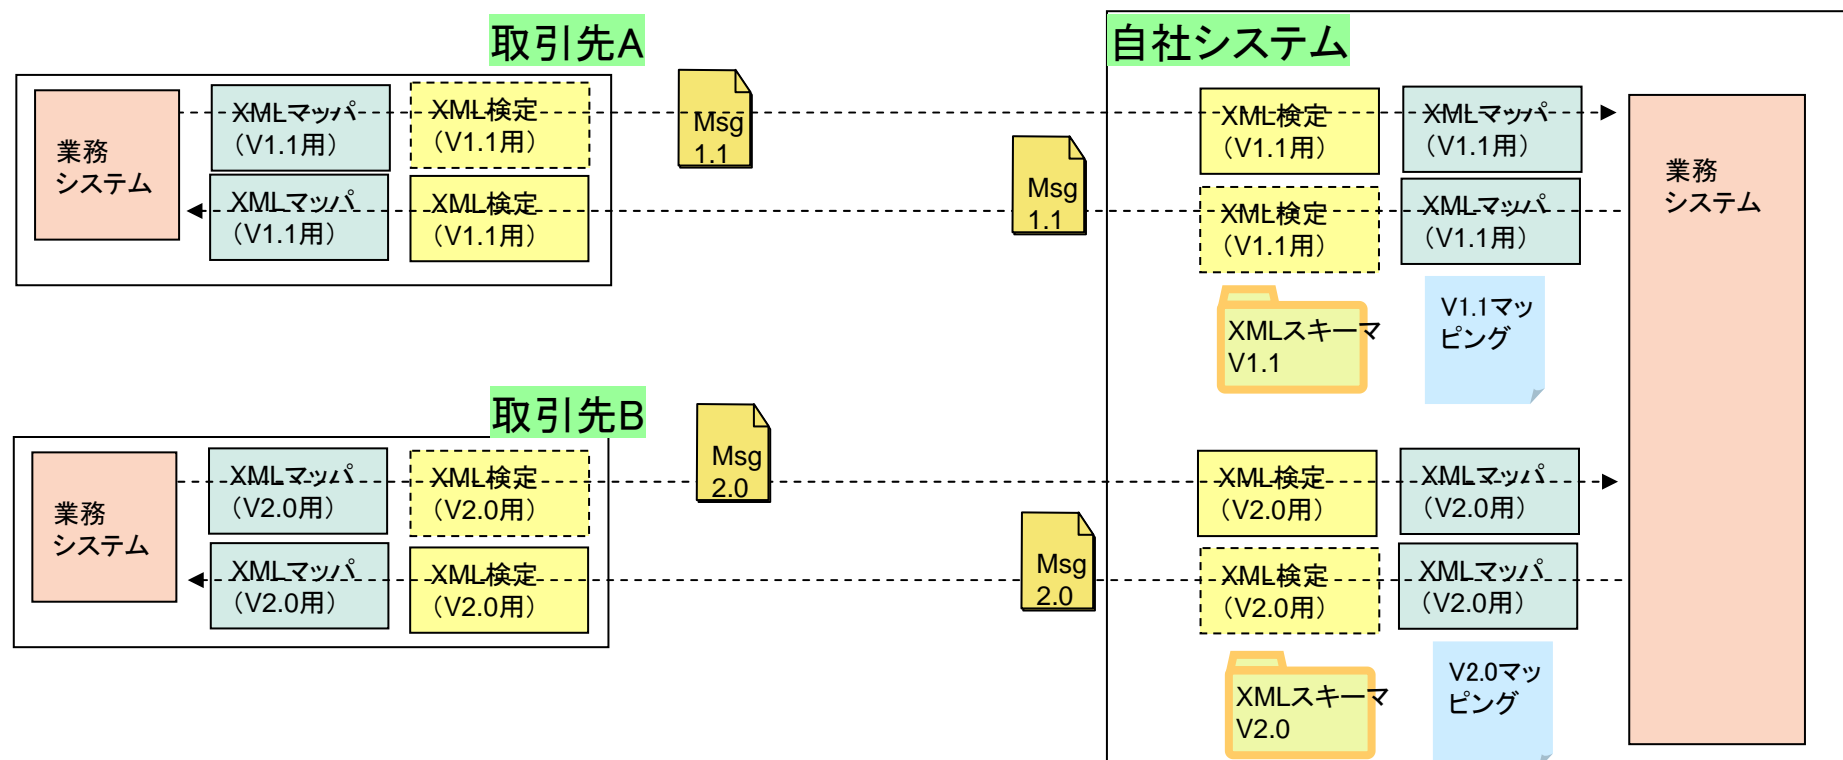 取引先A
業務
システム
XMLマッパ
（V1.1用）
XML検定
（V1.1用）
XMLマッパ
（V1.1用）
XML検定
（V1.1用）
Msg
1.1
Msg
1.1
自社システム
XML検定
（V1.1用）
XMLマッパ
（V1.1用）
XML検定
（V1.1用）
XMLマッパ
（V1.1用）
業務
システム
XMLスキーマ
V1.1
V1.1マッ
ピング
取引先B
業務
システム
XMLマッパ
（V2.0用）
XML検定
（V2.0用）
XMLマッパ
（V2.0用）
XML検定
（V2.0用）
Msg
2.0
Msg
2.0
XML検定
（V2.0用）
XMLマッパ
（V2.0用）
XML検定
（V2.0用）
XMLマッパ
（V2.0用）
XMLスキーマ
V2.0
V2.0マッ
ピング